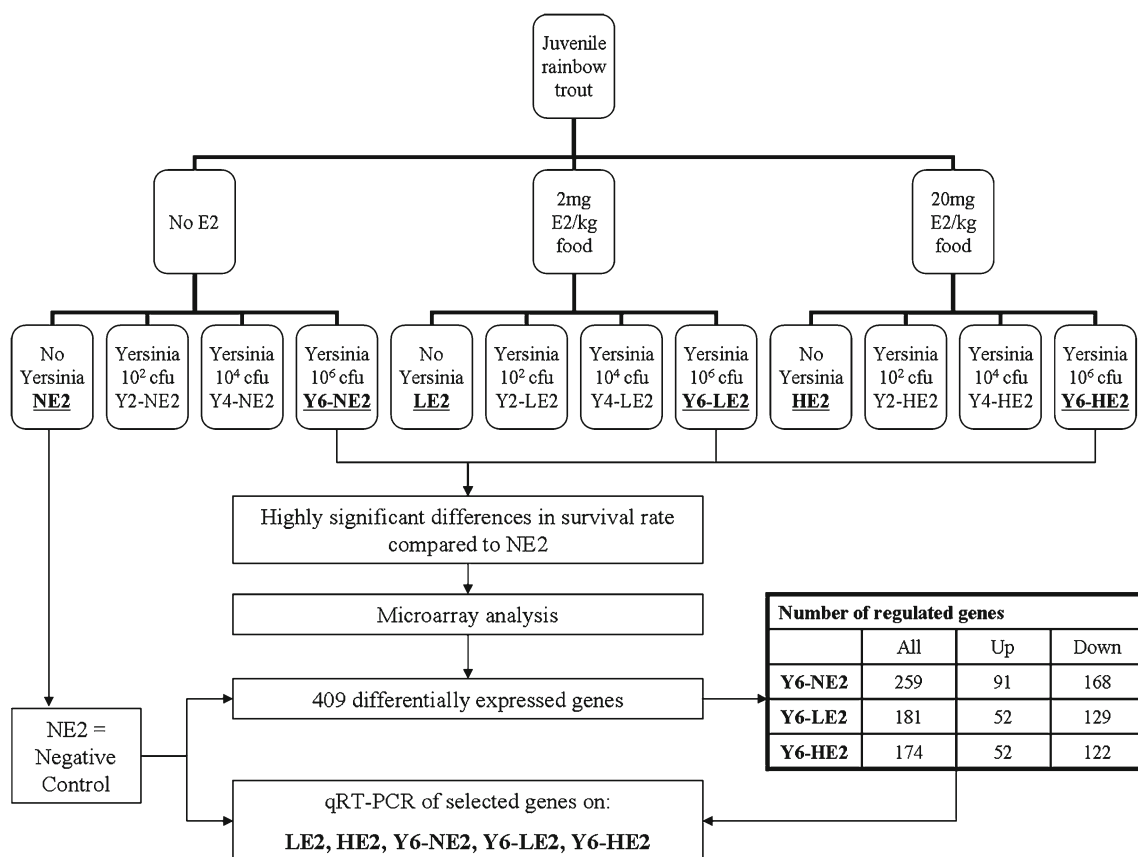 Juvenile
rainbow
trout
No E2
2mg
E2/kg
food
20mg
E2/kg
food
No
Yersinia
NE2
Yersinia
10² cfu
Y2-NE2
Yersinia
10⁴ cfu
Y4-NE2
Yersinia
10⁶ cfu
Y6-NE2
No
Yersinia
LE2
Yersinia
10² cfu
Y2-LE2
Yersinia
10⁴ cfu
Y4-LE2
Yersinia
10⁶ cfu
Y6-LE2
No
Yersinia
HE2
Yersinia
10² cfu
Y2-HE2
Yersinia
10⁴ cfu
Y4-HE2
Yersinia
10⁶ cfu
Y6-HE2
Highly significant differences in survival rate
compared to NE2
Microarray analysis
409 differentially expressed genes
Number of regulated genes
All Up Down
Y6-NE2 259 91 168
Y6-LE2 181 52 129
Y6-HE2 174 52 122
NE2 =
Negative
Control
qRT-PCR of selected genes on:
LE2, HE2, Y6-NE2, Y6-LE2, Y6-HE2